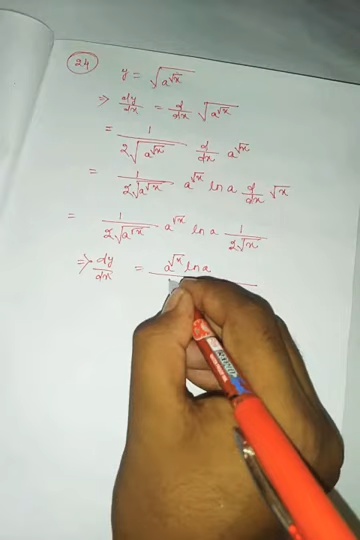 24
y = √(a^√x)
⇒ dy/dx = d/dx √(a^√x)
= 1/(2√(a^√x)) d/dx a^√x
= 1/(2√(a^√x)) a^√x ln a d/dx √x
= 1/(2√(a^√x)) a^√x ln a 1/(2√x)
⇒ dy/dx = a^√x ln a